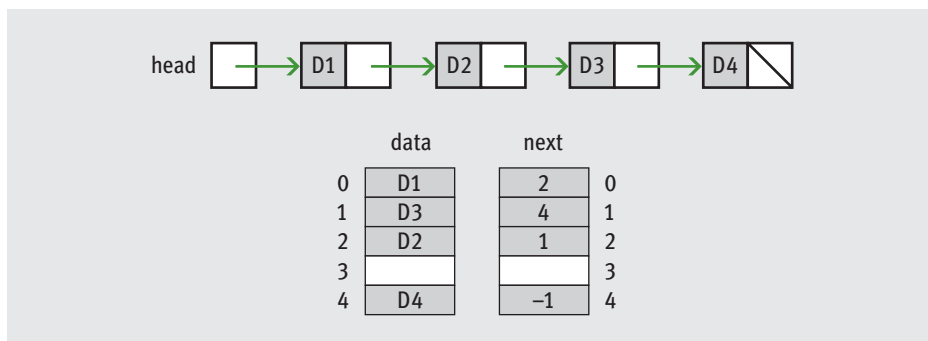 head D1 D2 D3 D4
data next
0 D1 2 0
1 D3 4 1
2 D2 1 2
3 3
4 D4 –1 4